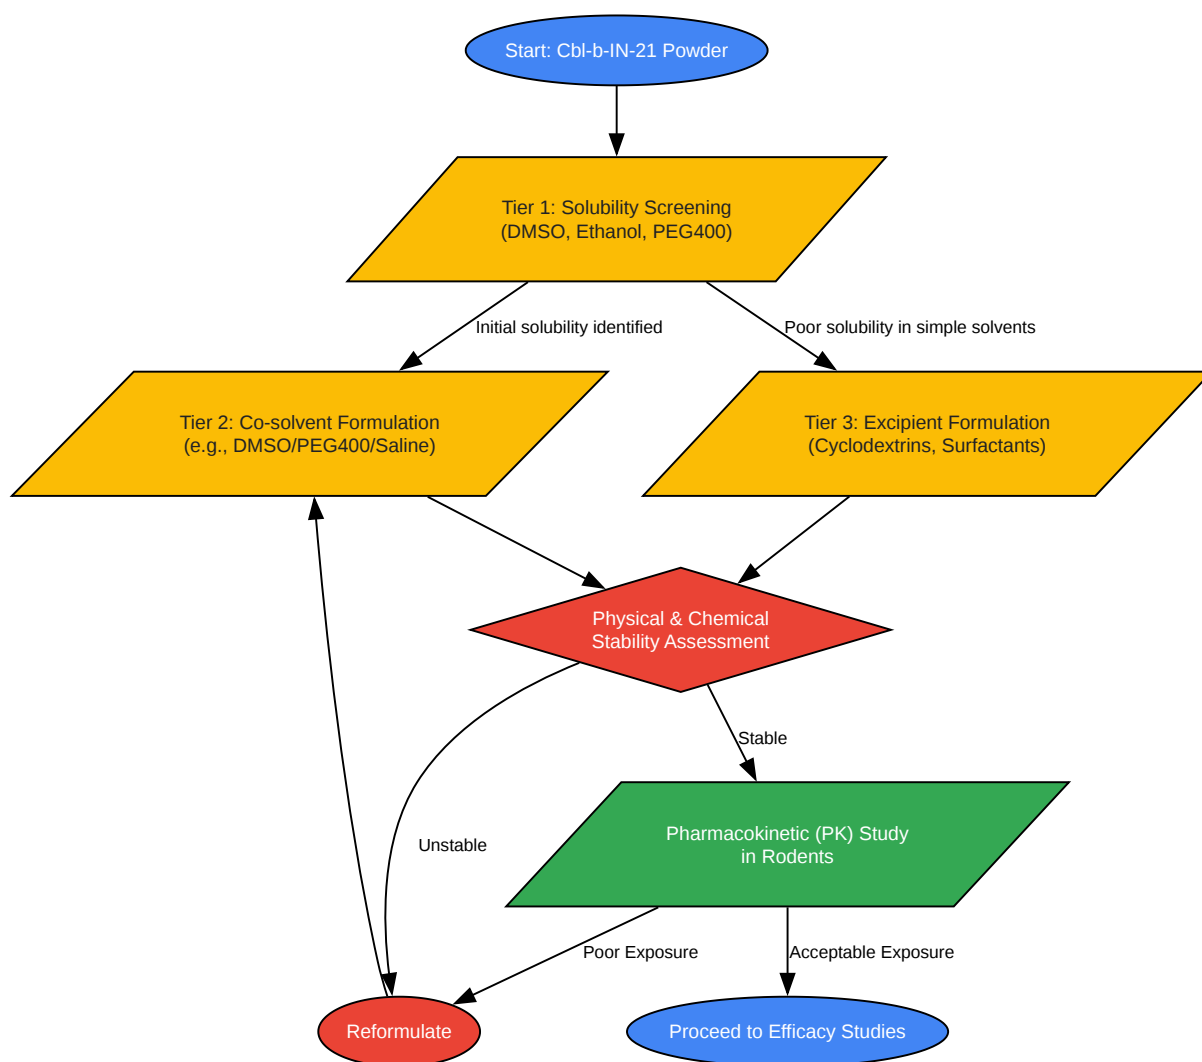 Start: Cbl-b-IN-21 Powder
Tier 1: Solubility Screening
(DMSO, Ethanol, PEG400)
Initial solubility identified
Poor solubility in simple solvents
Tier 2: Co-solvent Formulation
(e.g., DMSO/PEG400/Saline)
Tier 3: Excipient Formulation
(Cyclodextrins, Surfactants)
Physical & Chemical
Stability Assessment
Stable
Unstable
Pharmacokinetic (PK) Study
in Rodents
Poor Exposure
Acceptable Exposure
Reformulate
Proceed to Efficacy Studies